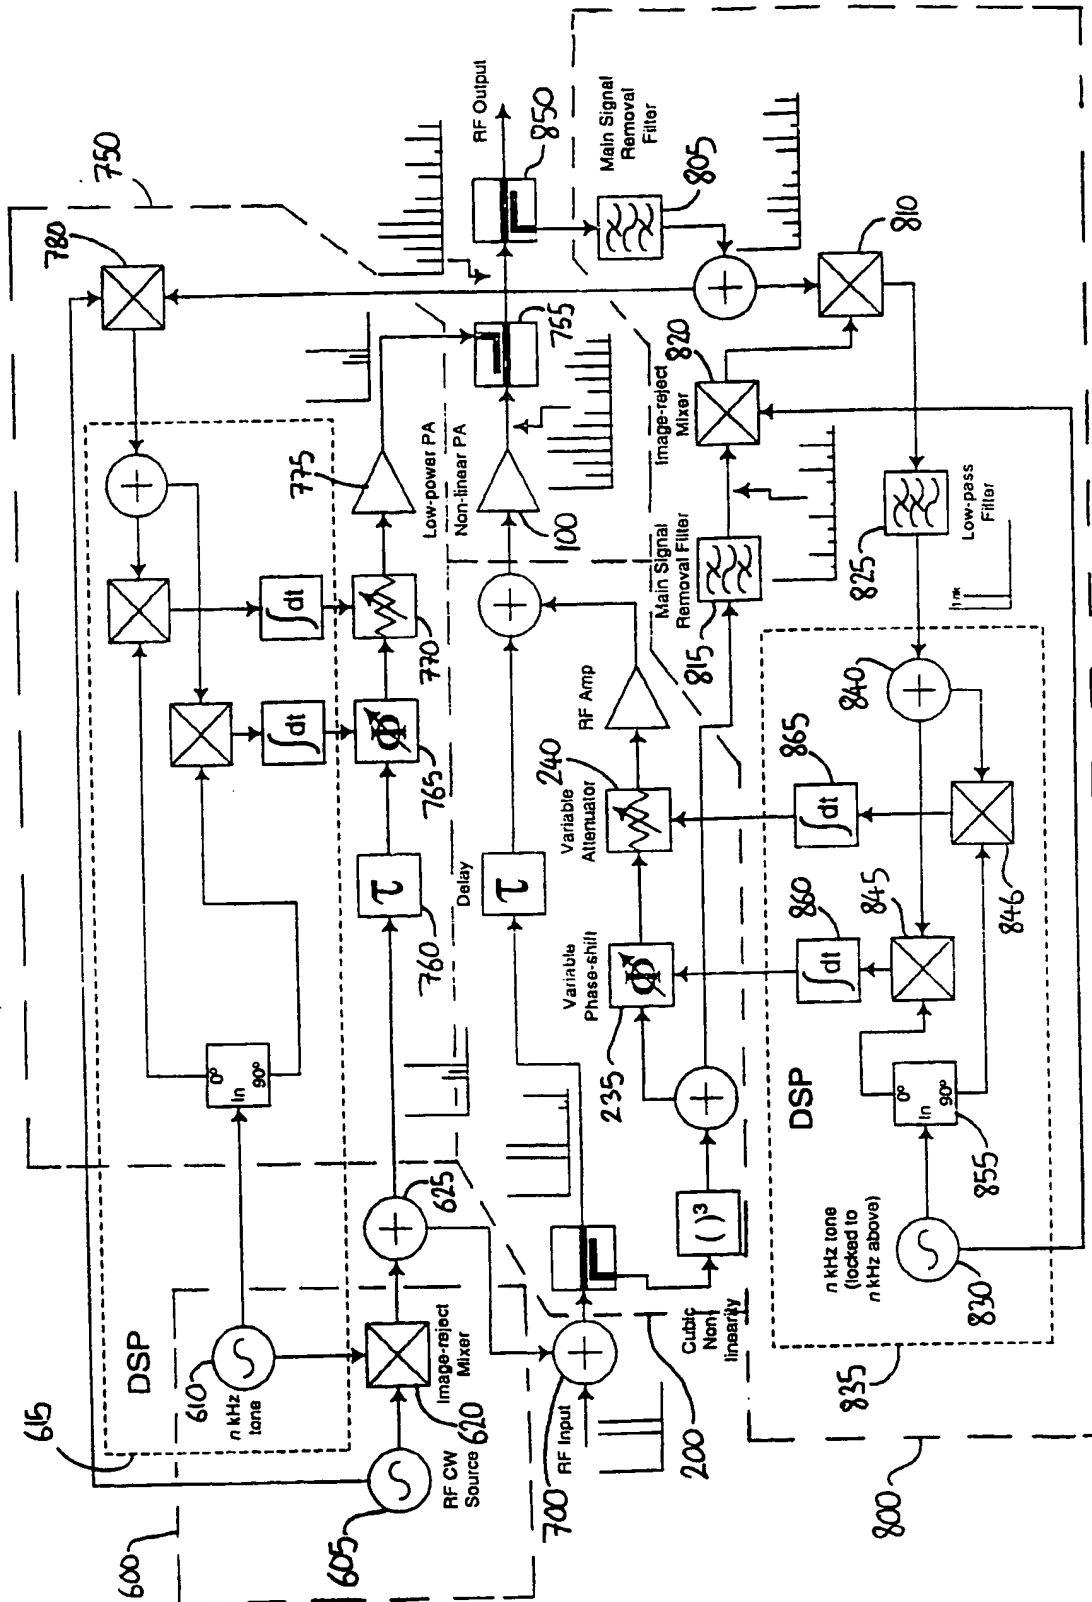 600
615
DSP
610
n kHz
tone
605
RF CW
Source
620
Image-reject
Mixer
625
In
0°
90°
760
τ
765
Φ
770
∫dt
∫dt
775
Low-power PA
780
750
700
RF Input
200
Cubic
Non-
linearity
( )³
Delay
τ
100
Non-linear PA
755
850
RF Output
235
Variable
Phase-shift
Φ
240
Variable
Attenuator
RF Amp
815
Main Signal
Removal Filter
820
Image-reject
Mixer
805
Main Signal
Removal
Filter
810
825
Low-pass
Filter
800
835
DSP
830
n kHz tone
(locked to
n kHz above)
855
In
0°
90°
860
∫dt
865
∫dt
845
846
840